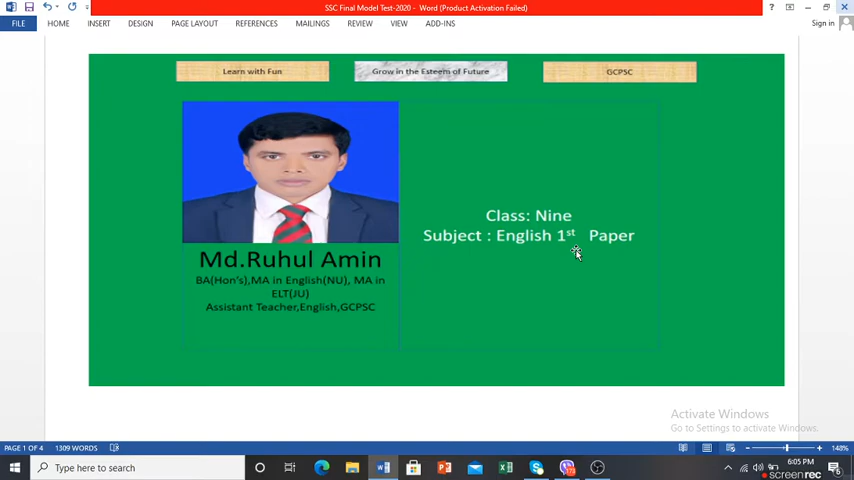 SSC Final Model Test-2020 - Word (Product Activation Failed)
FILE HOME INSERT DESIGN PAGE LAYOUT REFERENCES MAILINGS REVIEW VIEW ADD-INS Sign in
Learn with Fun
Grow in the Esteem of Future
GCPSC
Class: Nine
Subject : English 1st Paper
Md.Ruhul Amin
BA(Hon's),MA in English(NU), MA in
ELT(JU)
Assistant Teacher,English,GCPSC
Activate Windows
Go to Settings to activate Windows.
PAGE 1 OF 4 1309 WORDS 148%
Type here to search
6:05 PM
screenrec